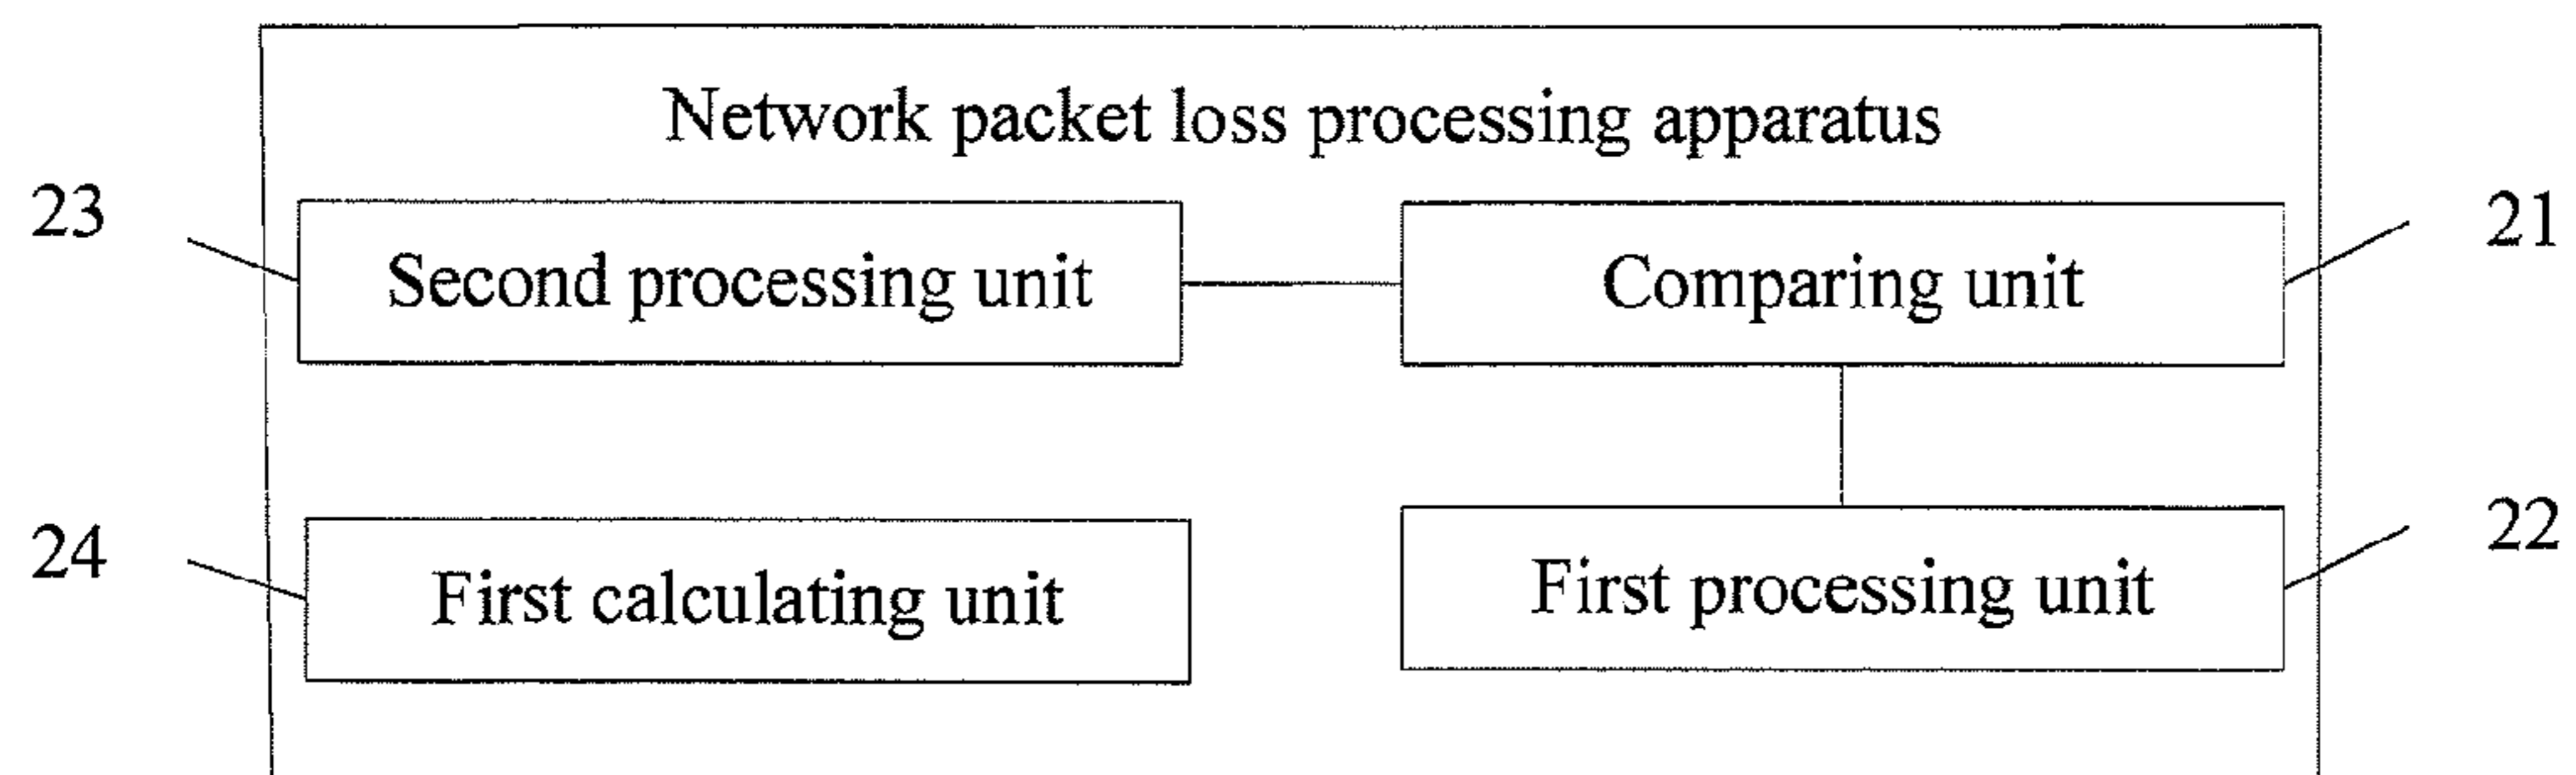 Network packet loss processing apparatus
23
Second processing unit
Comparing unit
21
24
First calculating unit
First processing unit
22